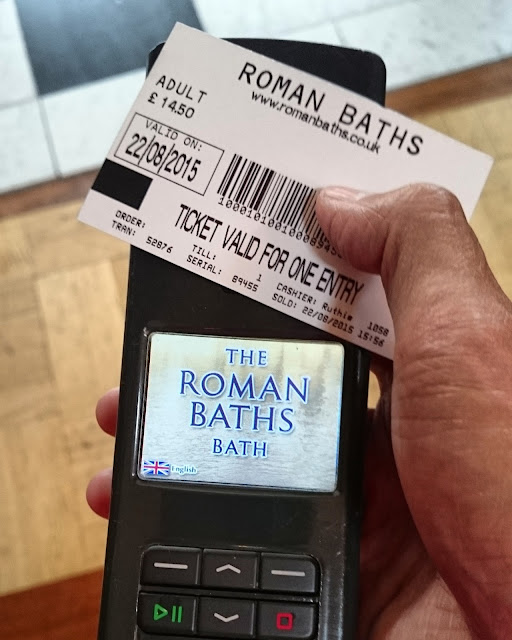 ROMAN BATHS
www.romanbaths.co.uk
ADULT
£ 14.50
VALID ON:
22/08/2015
TICKET VALID FOR ONE ENTRY
ORDER: TILL: 1 CASHIER: Ruthie 1058
TRAN: 52876 SERIAL: 89455 SOLD: 22/08/2015 15:56
THE
ROMAN
BATHS
BATH
English